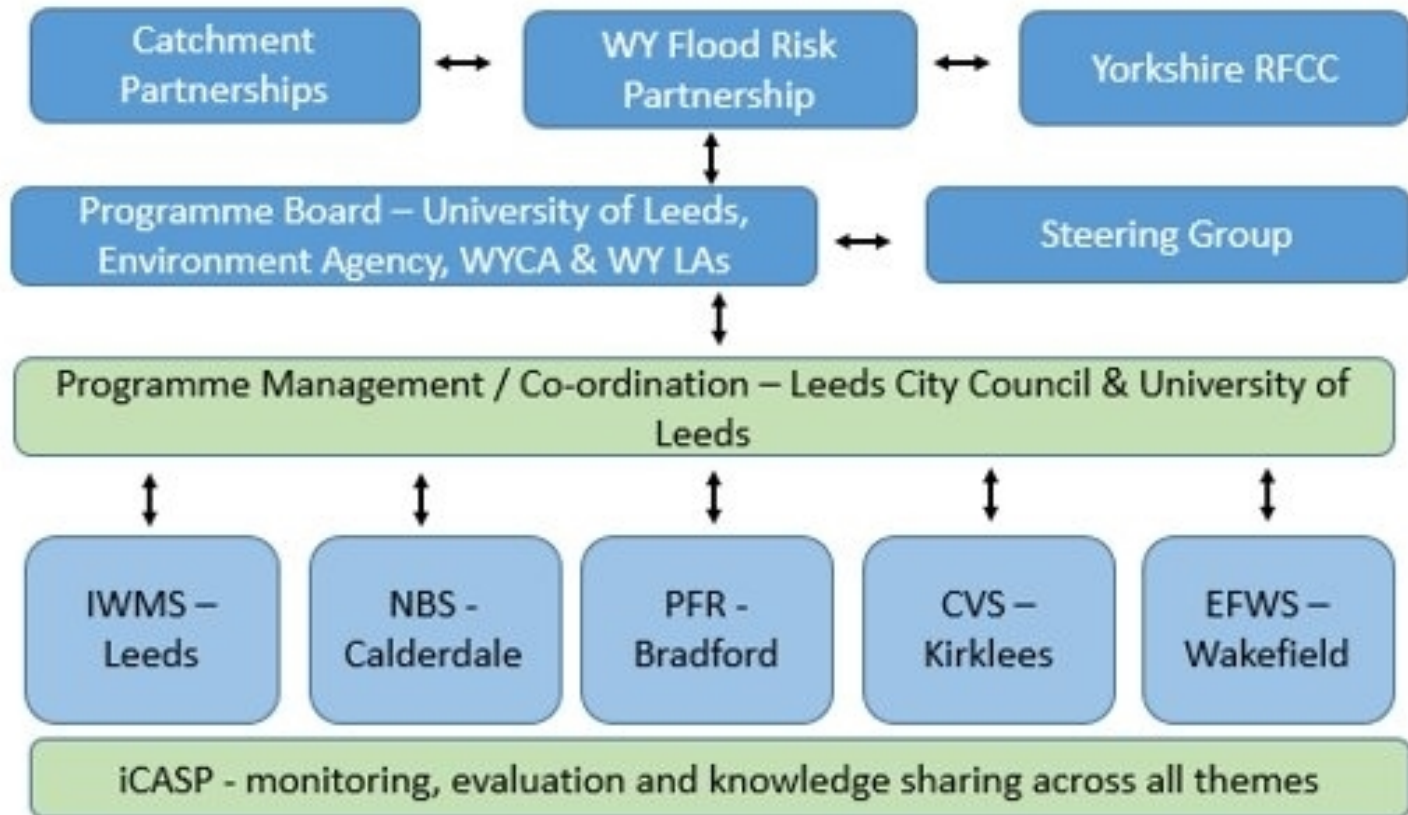 Catchment
Partnerships
WY Flood Risk
Partnership
Yorkshire RFCC
Programme Board – University of Leeds,
Environment Agency, WYCA & WY LAs
Steering Group
Programme Management / Co-ordination – Leeds City Council & University of
Leeds
IWMS –
Leeds
NBS -
Calderdale
PFR -
Bradford
CVS –
Kirklees
EFWS –
Wakefield
iCASP - monitoring, evaluation and knowledge sharing across all themes